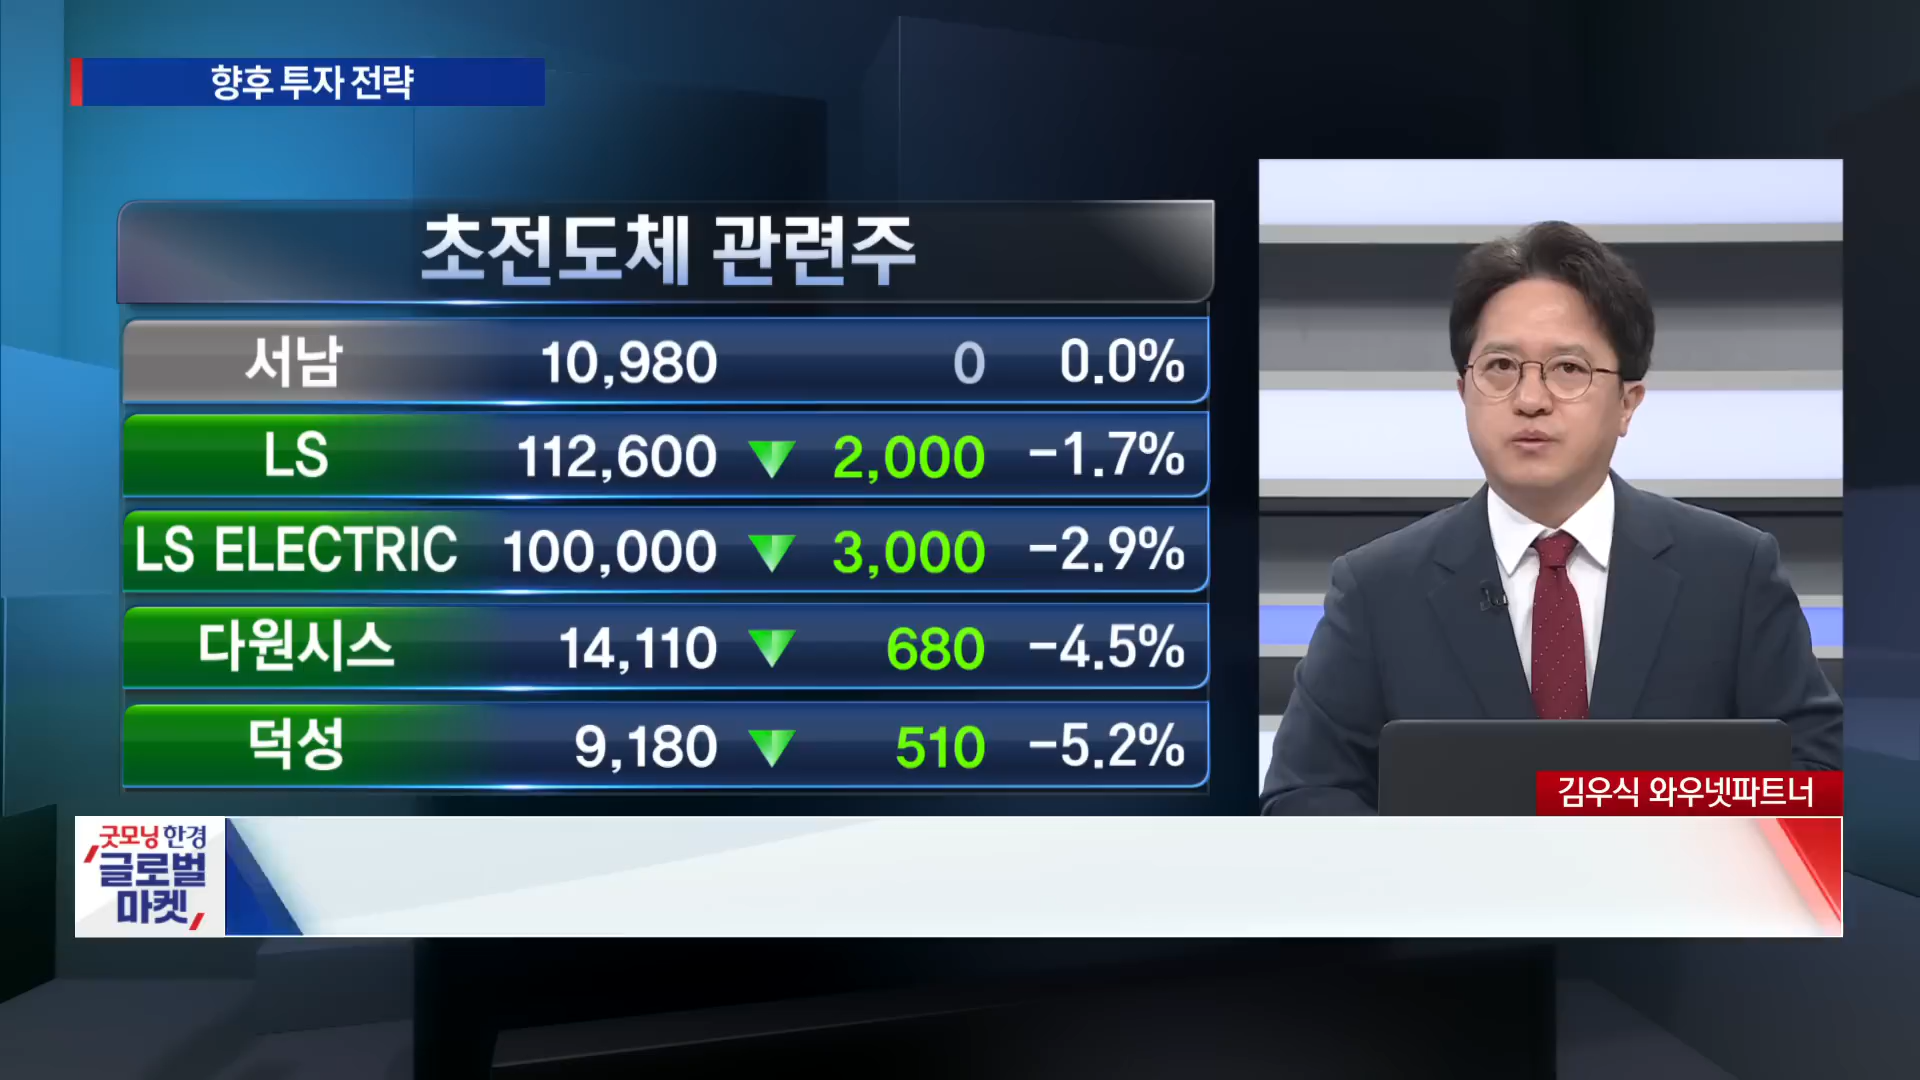 향후 투자 전략
초전도체 관련주
서남 10,980 0 0.0%
LS 112,600 ▼ 2,000 -1.7%
LS ELECTRIC 100,000 ▼ 3,000 -2.9%
다원시스 14,110 ▼ 680 -4.5%
덕성 9,180 ▼ 510 -5.2%
김우식 와우넷파트너
굿모닝 한경
글로벌
마켓